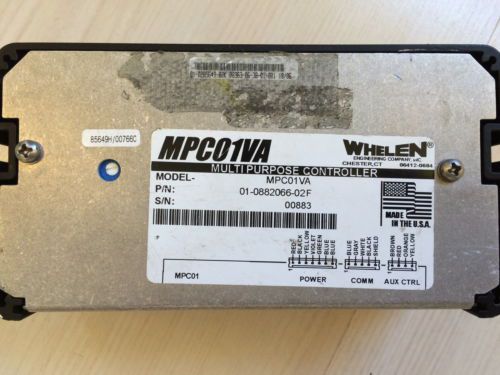 85649H/00766C
MPC01VA
MULTI PURPOSE CONTROLLER
WHELEN
ENGINEERING COMPANY, INC
CHESTER, CT 06412-0684
MODEL- MPC01VA
P/N: 01-0882066-02F
S/N: 00883
MADE
IN THE U.S.A.
RED
BLACK
YELLOW
VIOLET
GREEN
BLUE
BLUE
BLUE
GRAY
WHITE
BLACK
SHIELD
BROWN
RED
ORANGE
YELLOW
MPC01
POWER
COMM
AUX CTRL